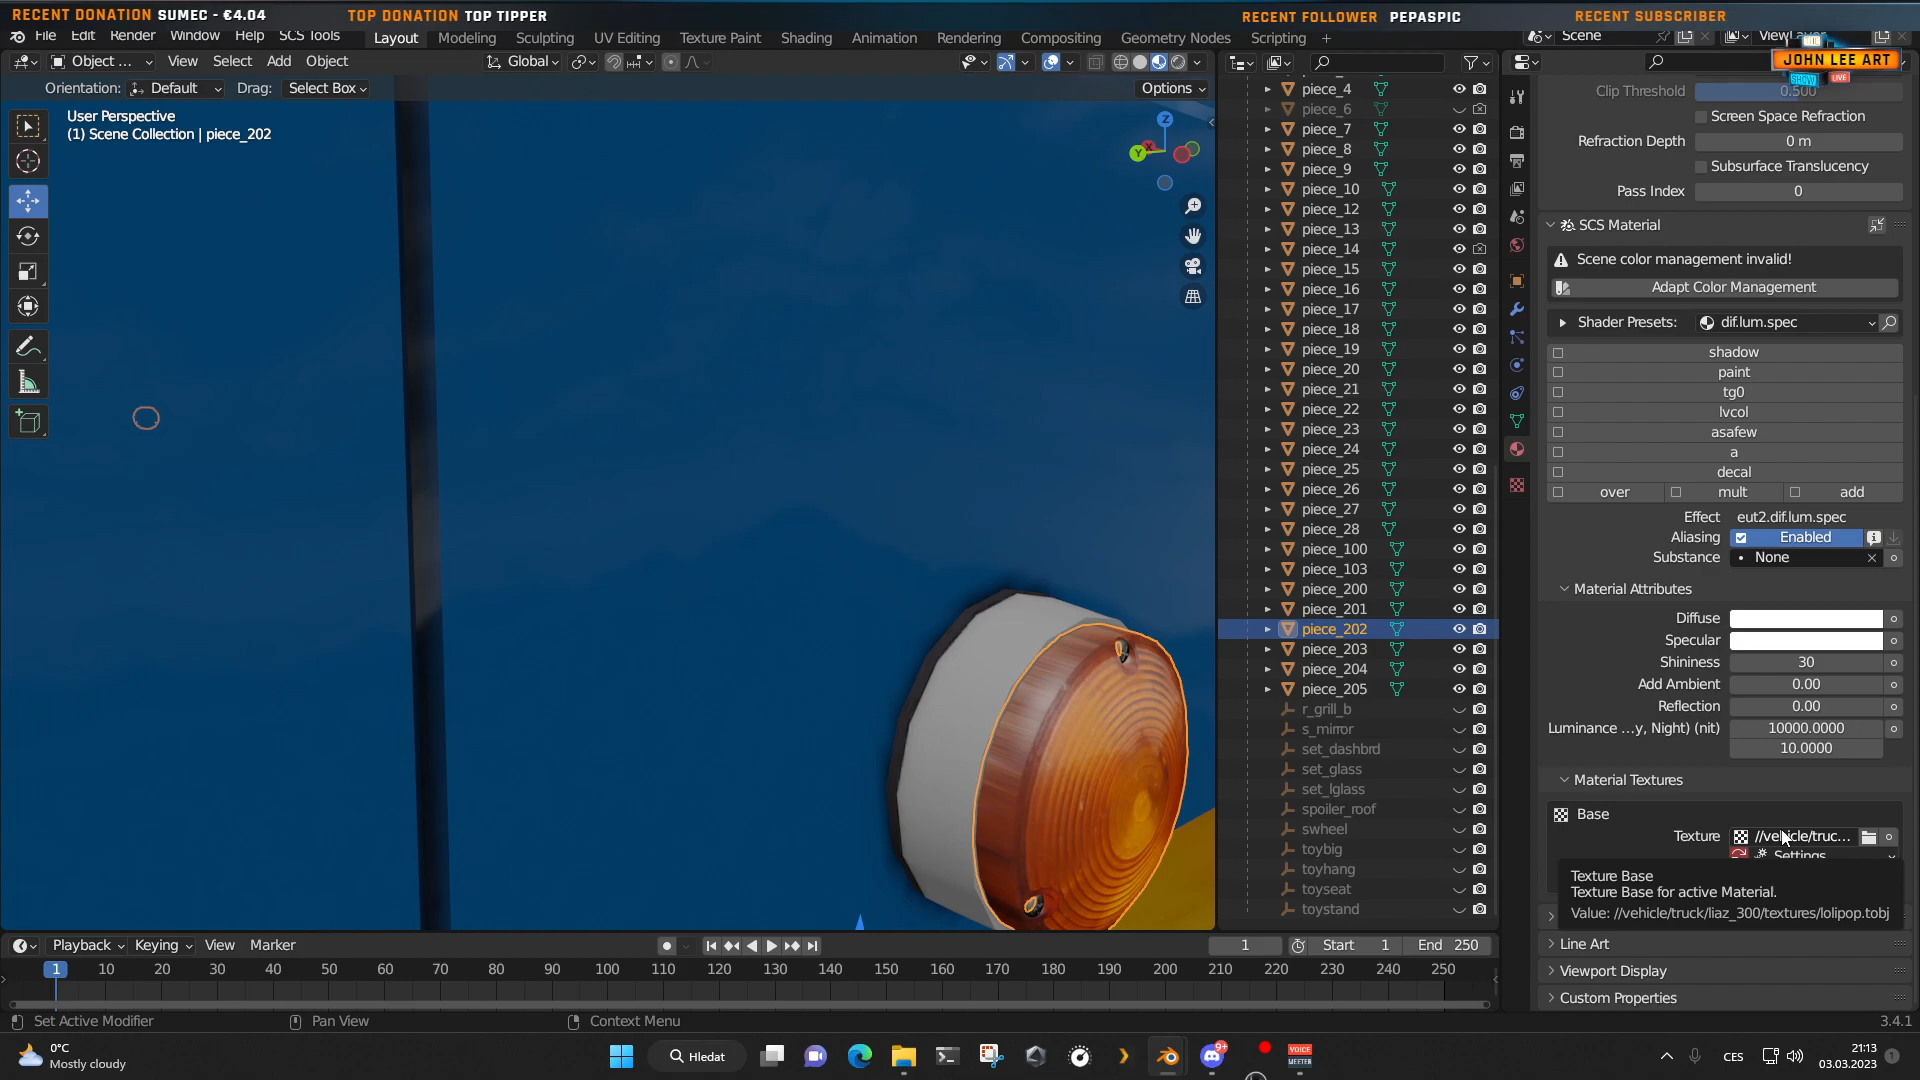 RECENT DONATION SUMEC - €4.04
TOP DONATION TOP TIPPER
RECENT FOLLOWER PEPASPIC
RECENT SUBSCRIBER
File Edit Render Window Help SCS Tools
Layout Modeling Sculpting UV Editing Texture Paint Shading Animation Rendering Compositing Geometry Nodes Scripting +
Scene
ViewLayer
JOHN LEE ART
SHOW LIVE
Object ... View Select Add Object
Global
Orientation: Default Drag: Select Box
Options
User Perspective
(1) Scene Collection | piece_202
Z
X
Y
piece_4
piece_6
piece_7
piece_8
piece_9
piece_10
piece_12
piece_13
piece_14
piece_15
piece_16
piece_17
piece_18
piece_19
piece_20
piece_21
piece_22
piece_23
piece_24
piece_25
piece_26
piece_27
piece_28
piece_100
piece_103
piece_200
piece_201
piece_202
piece_203
piece_204
piece_205
r_grill_b
s_mirror
set_dashbrd
set_glass
set_lglass
spoiler_roof
swheel
toybig
toyhang
toyseat
toystand
Clip Threshold 0.500
Screen Space Refraction
Refraction Depth 0 m
Subsurface Translucency
Pass Index 0
SCS Material
Scene color management invalid!
Adapt Color Management
Shader Presets: dif.lum.spec
shadow
paint
tg0
lvcol
asafew
a
decal
over mult add
Effect eut2.dif.lum.spec
Aliasing Enabled
Substance None
Material Attributes
Diffuse
Specular
Shininess 30
Add Ambient 0.00
Reflection 0.00
Luminance ...y, Night) (nit) 10000.0000
10.0000
Material Textures
Base
Texture //vehicle/truc...
Settings
Texture Base
Texture Base for active Material.
Value: //vehicle/truck/liaz_300/textures/lolipop.tobj
Line Art
Viewport Display
Custom Properties
Playback Keying View Marker
1 Start 1 End 250
1 10 20 30 40 50 60 70 80 90 100 110 120 130 140 150 160 170 180 190 200 210 220 230 240 250
Set Active Modifier Pan View Context Menu
3.4.1
0°C
Mostly cloudy
Hledat
9+
VOICE
MEETER
CES
21:13
03.03.2023
1